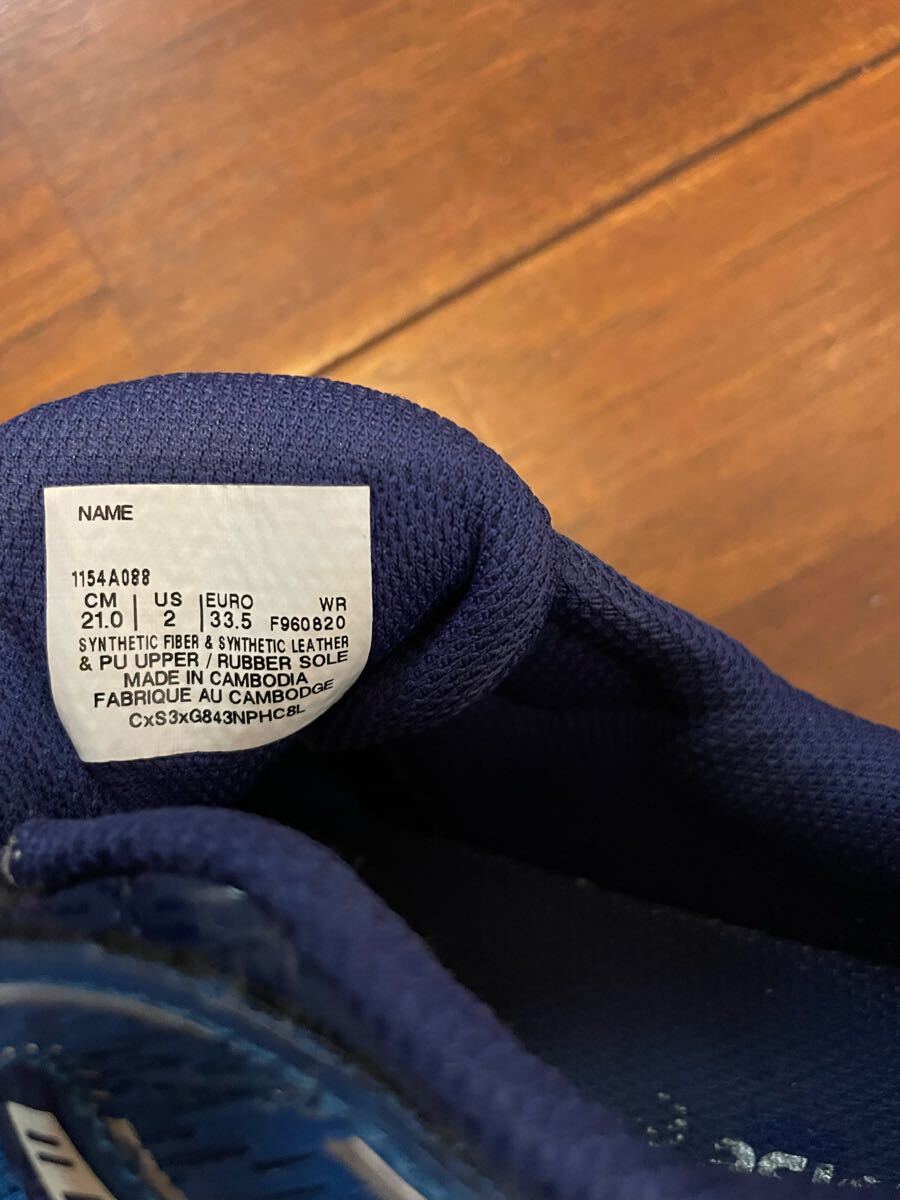 NAME
1154A088
CM US EURO WR
21.0 2 33.5 F960820
SYNTHETIC FIBER & SYNTHETIC LEATHER
& PU UPPER / RUBBER SOLE
MADE IN CAMBODIA
FABRIQUE AU CAMBODGE
CxS3xG843NPHC8L